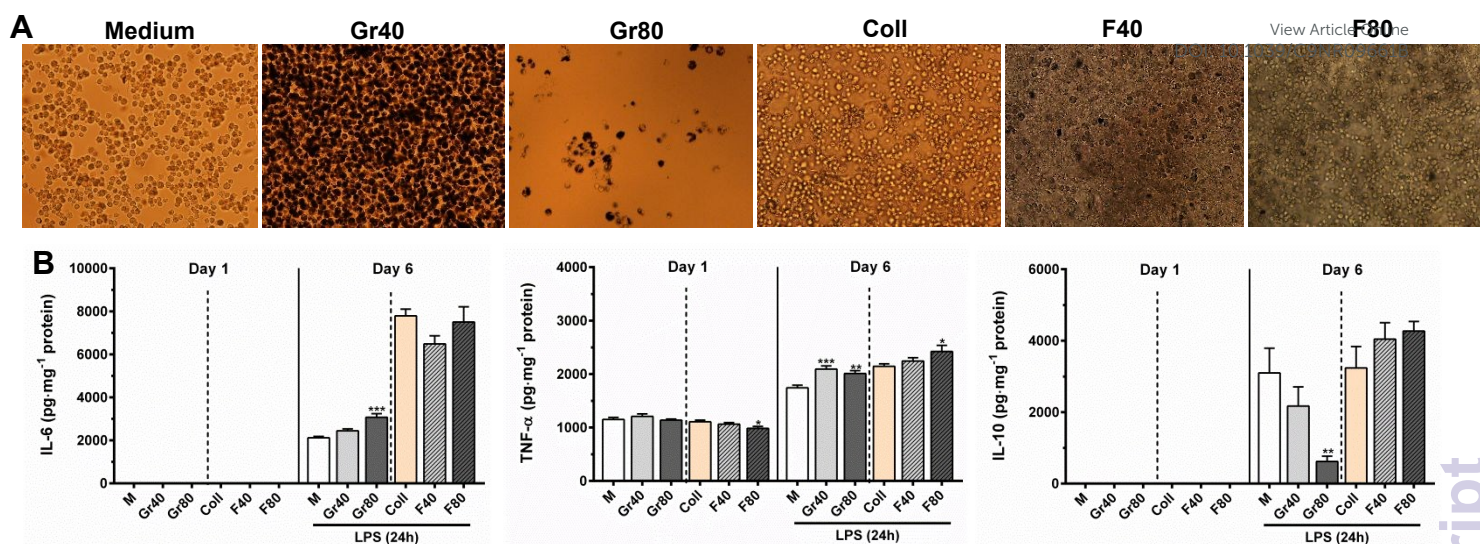 A
Medium
Gr40
Gr80
Coll
F40
F80
View Article Online
B
10000
8000
6000
4000
2000
0
IL-6 (pg·mg⁻¹ protein)
Day 1
Day 6
***
M
Gr40
Gr80
Coll
F40
F80
M
Gr40
Gr80
Coll
F40
F80
LPS (24h)
4000
3000
2000
1000
0
TNF-α (pg·mg⁻¹ protein)
Day 1
Day 6
*
***
**
*
M
Gr40
Gr80
Coll
F40
F80
M
Gr40
Gr80
Coll
F40
F80
LPS (24h)
6000
4000
2000
0
IL-10 (pg·mg⁻¹ protein)
Day 1
Day 6
**
M
Gr40
Gr80
Coll
F40
F80
M
Gr40
Gr80
Coll
F40
F80
LPS (24h)
ript